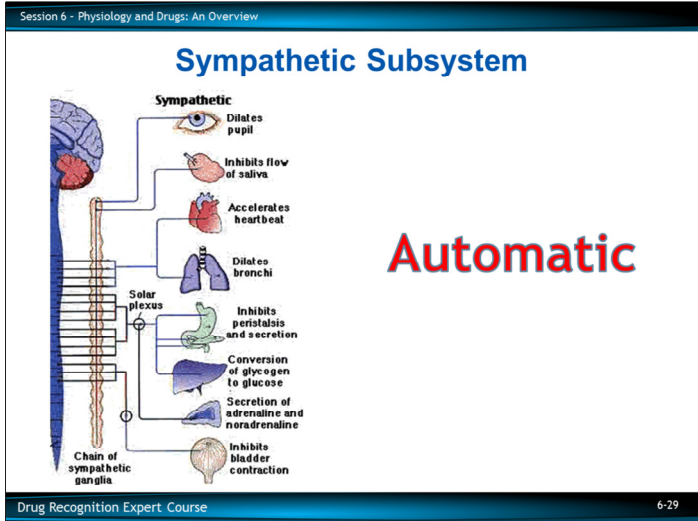 Session 6 - Physiology and Drugs: An Overview
Sympathetic Subsystem
Sympathetic
Dilates
pupil
Inhibits flow
of saliva
Accelerates
heartbeat
Dilates
bronchi
Solar
plexus
Inhibits
peristalsis
and secretion
Conversion
of glycogen
to glucose
Secretion of
adrenaline and
noradrenaline
Inhibits
bladder
contraction
Chain of
sympathetic
ganglia
Automatic
Drug Recognition Expert Course
6-29